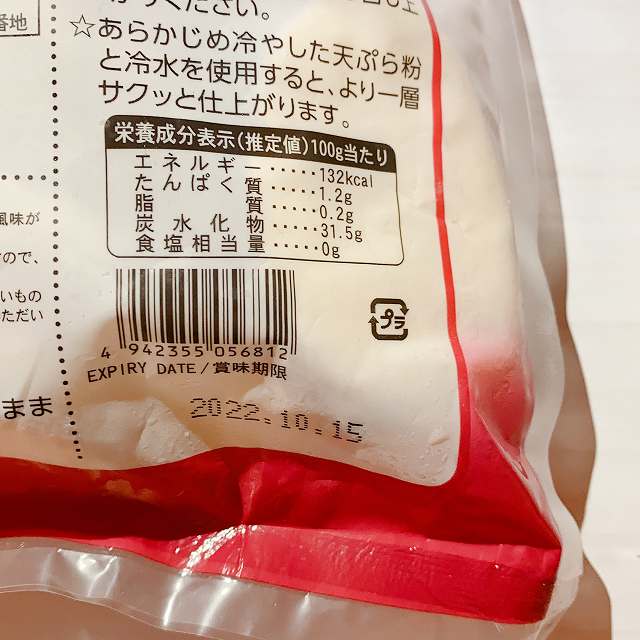 ください。
番地
☆あらかじめ冷やした天ぷら粉
と冷水を使用すると、より一層
サクッと仕上がります。
栄養成分表示(推定値)100g当たり
エネルギー・・・・・132kcal
たんぱく質・・・・・1.2g
脂質・・・・・0.2g
炭水化物・・・・・31.5g
食塩相当量・・・・・0g
風味が
ので、
いもの
ただい
まま
プラ
4 942355 056812
EXPIRY DATE/賞味期限
2022.10.15